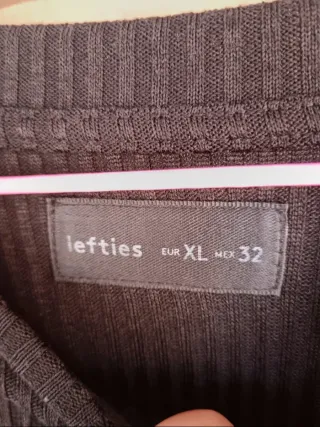 lefties EUR XL MEX 32